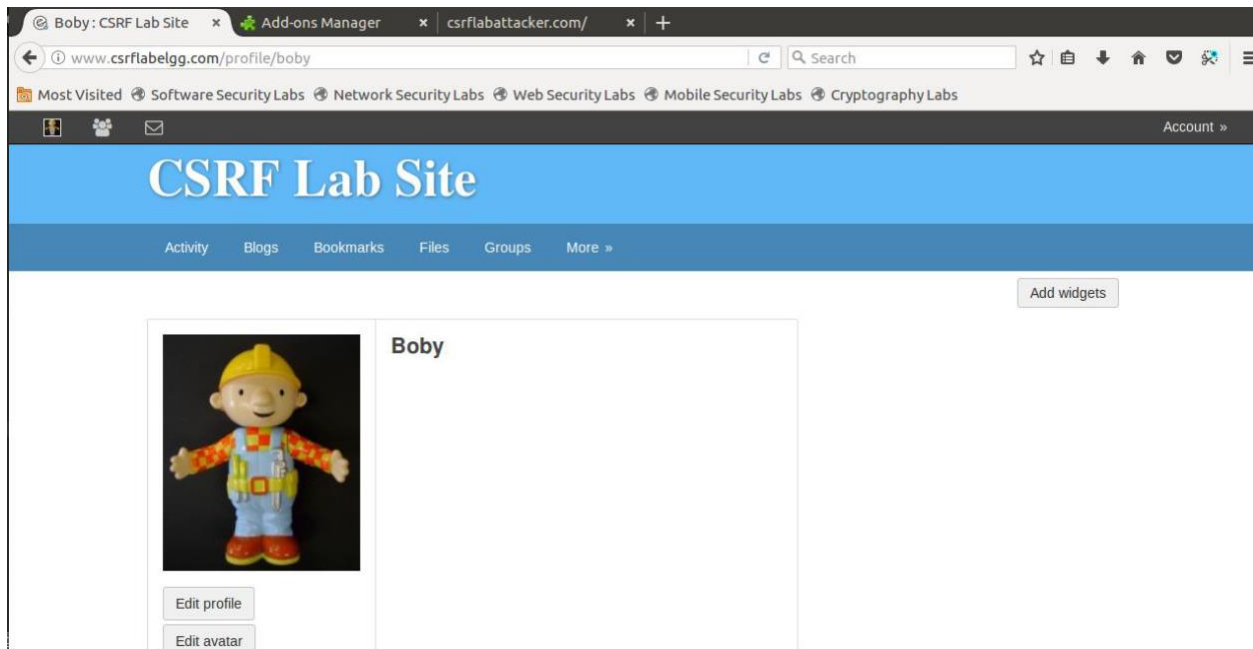 Boby : CSRF Lab Site × Add-ons Manager × csrflabattacker.com/ × +
www.csrflabelgg.com/profile/boby Search
Most Visited Software Security Labs Network Security Labs Web Security Labs Mobile Security Labs Cryptography Labs
Account »
CSRF Lab Site
Activity Blogs Bookmarks Files Groups More »
Add widgets
Boby
Edit profile
Edit avatar